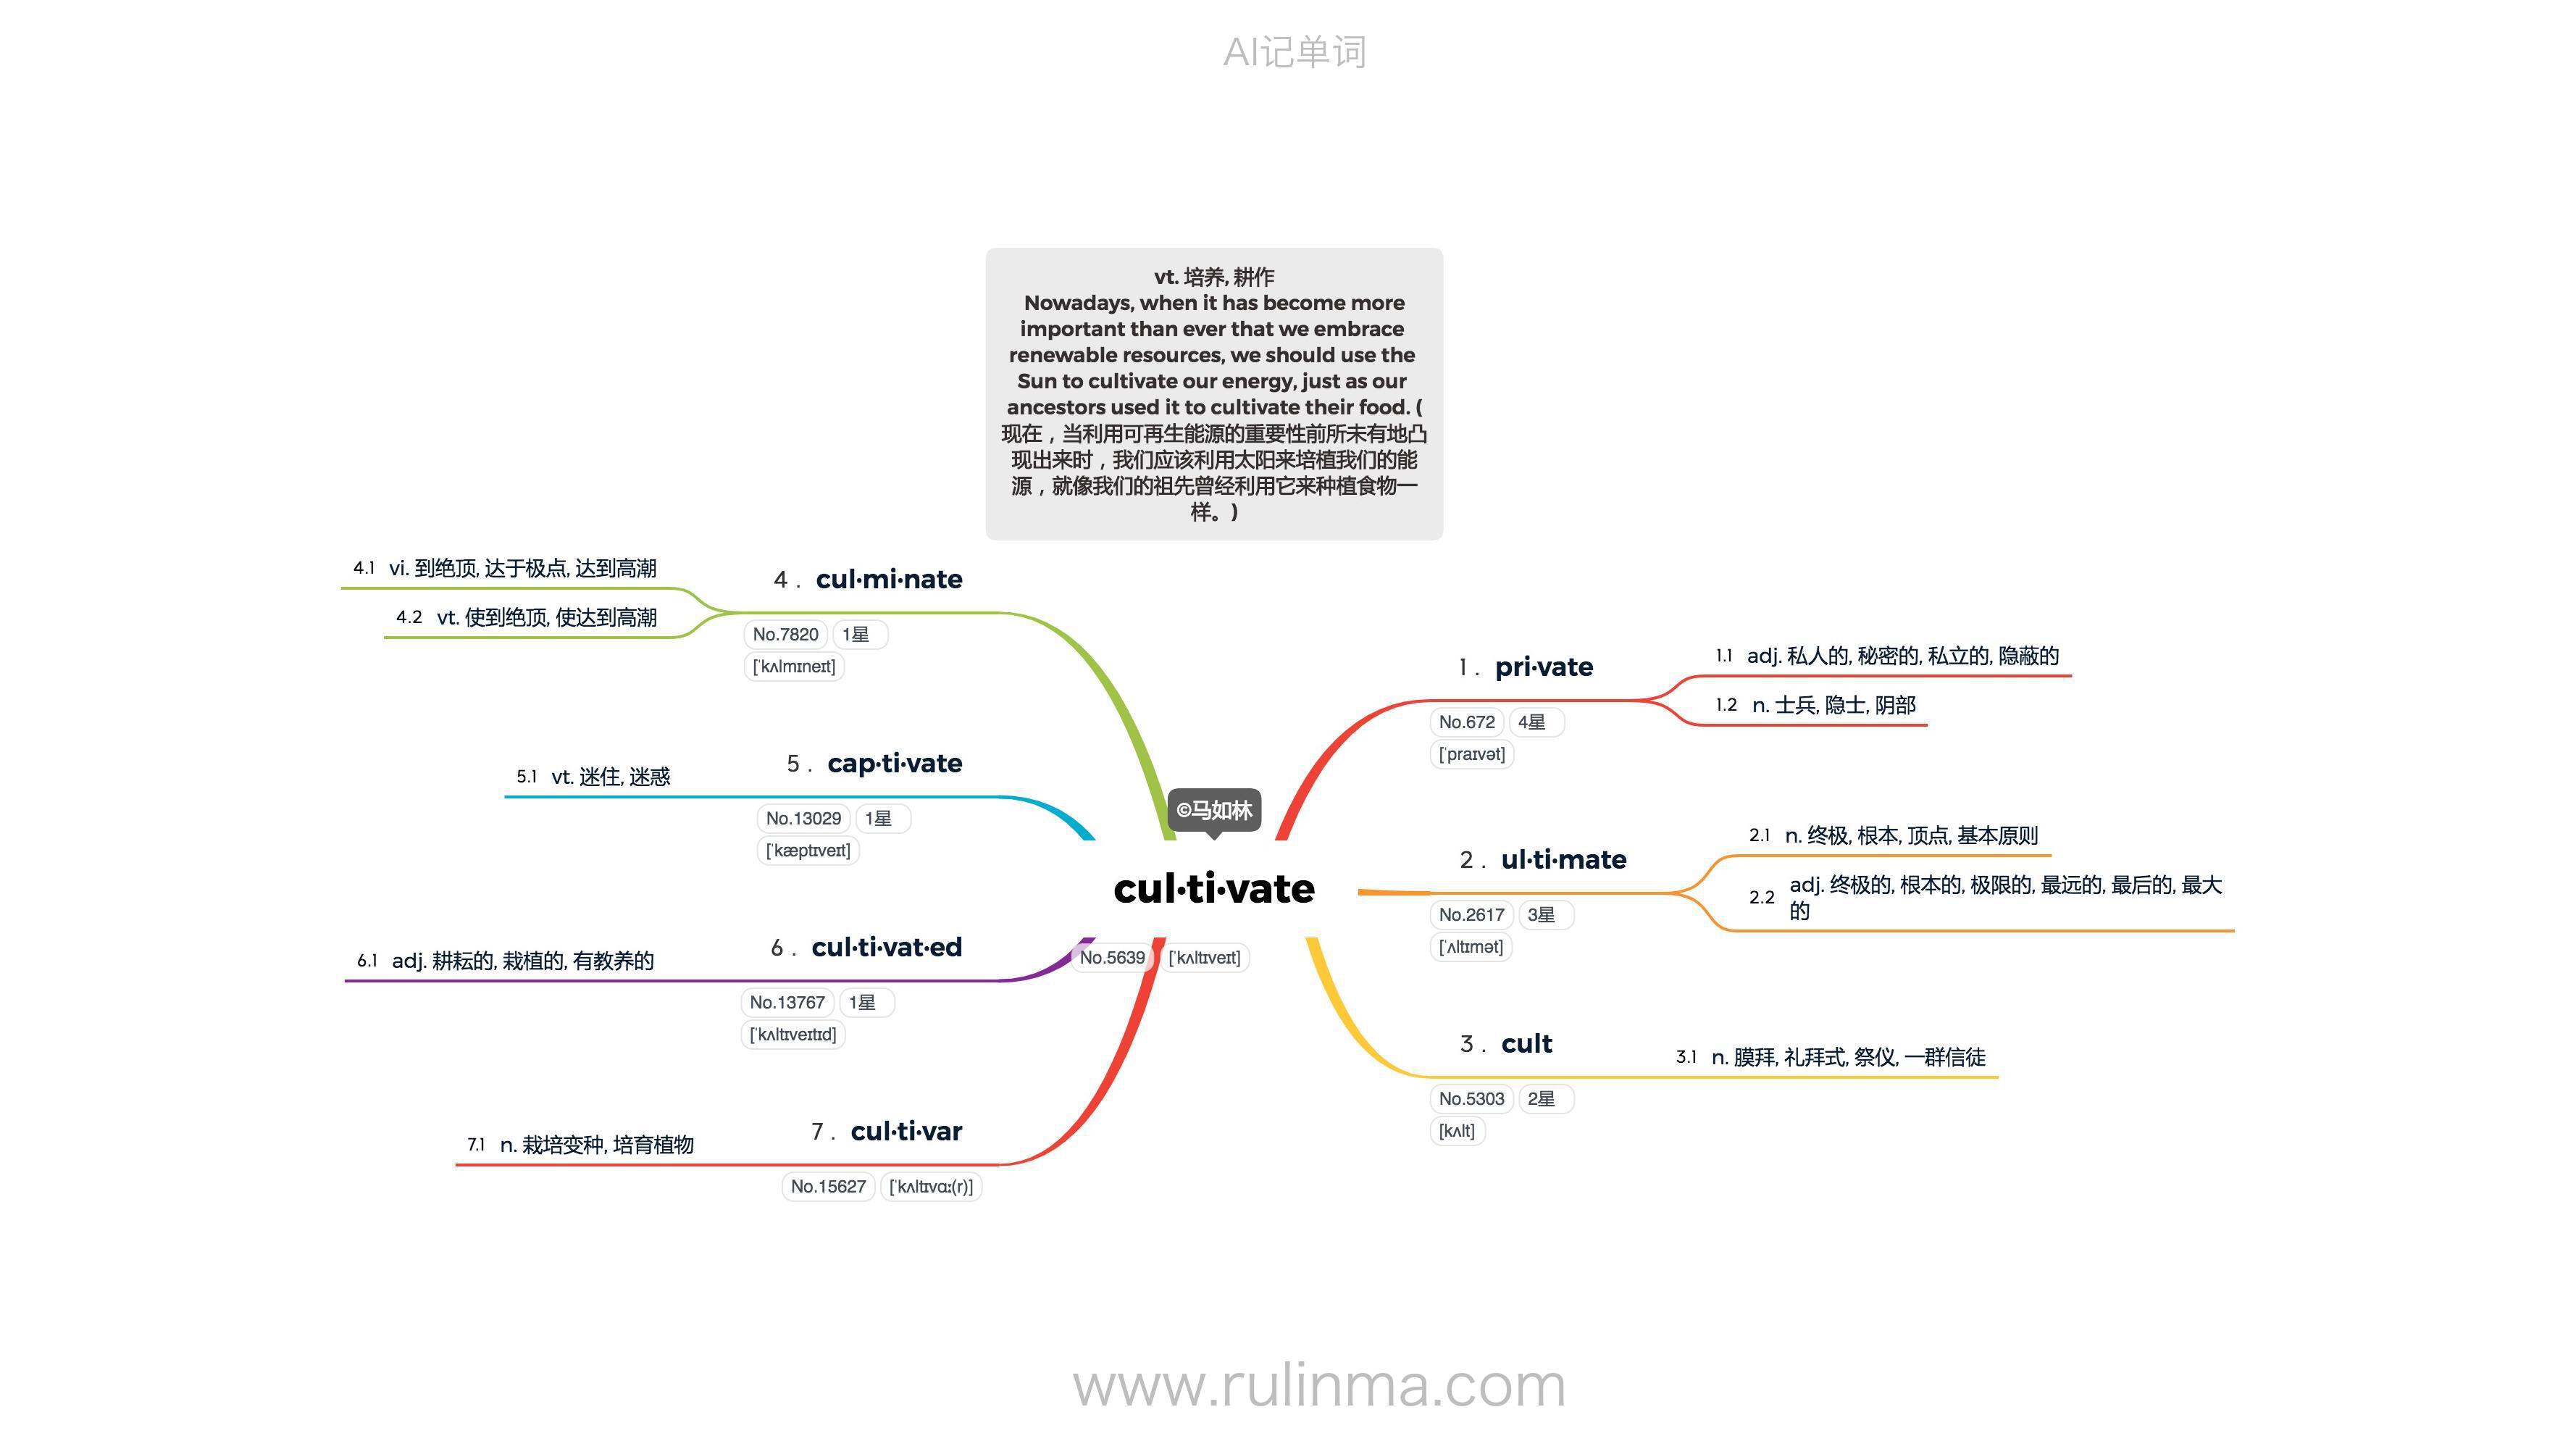 AI记单词
vt. 培养, 耕作
Nowadays, when it has become more
important than ever that we embrace
renewable resources, we should use the
Sun to cultivate our energy, just as our
ancestors used it to cultivate their food. (
现在，当利用可再生能源的重要性前所未有地凸
现出来时，我们应该利用太阳来培植我们的能
源，就像我们的祖先曾经利用它来种植食物一
样。)
©马如林
cul·ti·vate
No.5639 [ˈkʌltɪveɪt]
1. pri·vate
No.672 4星
[ˈpraɪvət]
1.1 adj. 私人的, 秘密的, 私立的, 隐蔽的
1.2 n. 士兵, 隐士, 阴部
2. ul·ti·mate
No.2617 3星
[ˈʌltɪmət]
2.1 n. 终极, 根本, 顶点, 基本原则
2.2 adj. 终极的, 根本的, 极限的, 最远的, 最后的, 最大
的
3. cult
No.5303 2星
[kʌlt]
3.1 n. 膜拜, 礼拜式, 祭仪, 一群信徒
4. cul·mi·nate
No.7820 1星
[ˈkʌlmɪneɪt]
4.1 vi. 到绝顶, 达于极点, 达到高潮
4.2 vt. 使到绝顶, 使达到高潮
5. cap·ti·vate
No.13029 1星
[ˈkæptɪveɪt]
5.1 vt. 迷住, 迷惑
6. cul·ti·vat·ed
No.13767 1星
[ˈkʌltɪveɪtɪd]
6.1 adj. 耕耘的, 栽植的, 有教养的
7. cul·ti·var
No.15627 [ˈkʌltɪvɑː(r)]
7.1 n. 栽培变种, 培育植物
www.rulinma.com